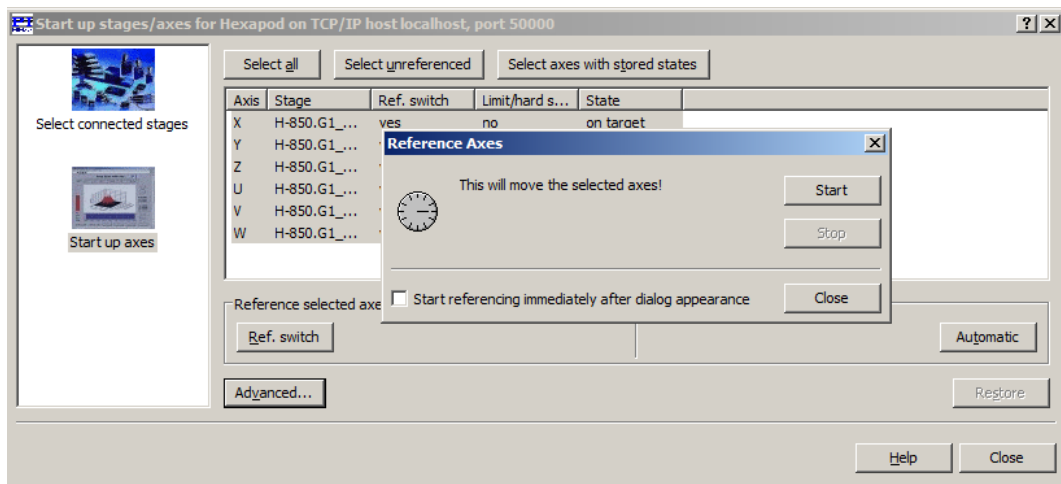 Start up stages/axes for Hexapod on TCP/IP host localhost, port 50000
Select connected stages
Start up axes
Select all Select unreferenced Select axes with stored states
Axis Stage Ref. switch Limit/hard s... State
X H-850.G1_... yes no on target
Y H-850.G1_...
Z H-850.G1_...
U H-850.G1_...
V H-850.G1_...
W H-850.G1_...
Reference Axes
This will move the selected axes!
Start
Stop
Start referencing immediately after dialog appearance
Close
Reference selected axe
Ref. switch
Automatic
Advanced...
Restore
Help Close